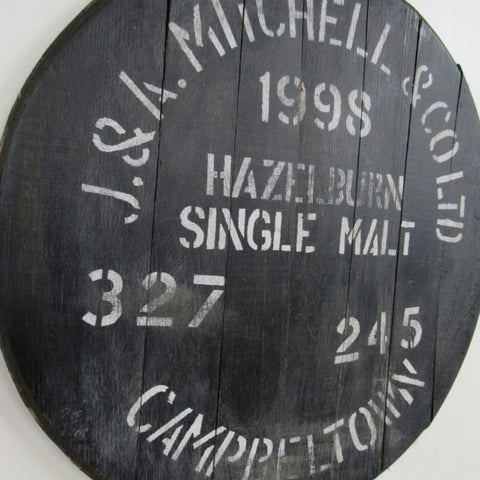 J. & A. MITCHELL & CO LTD
1998
HAZELBURN
SINGLE MALT
327
245
CAMPBELTOWN